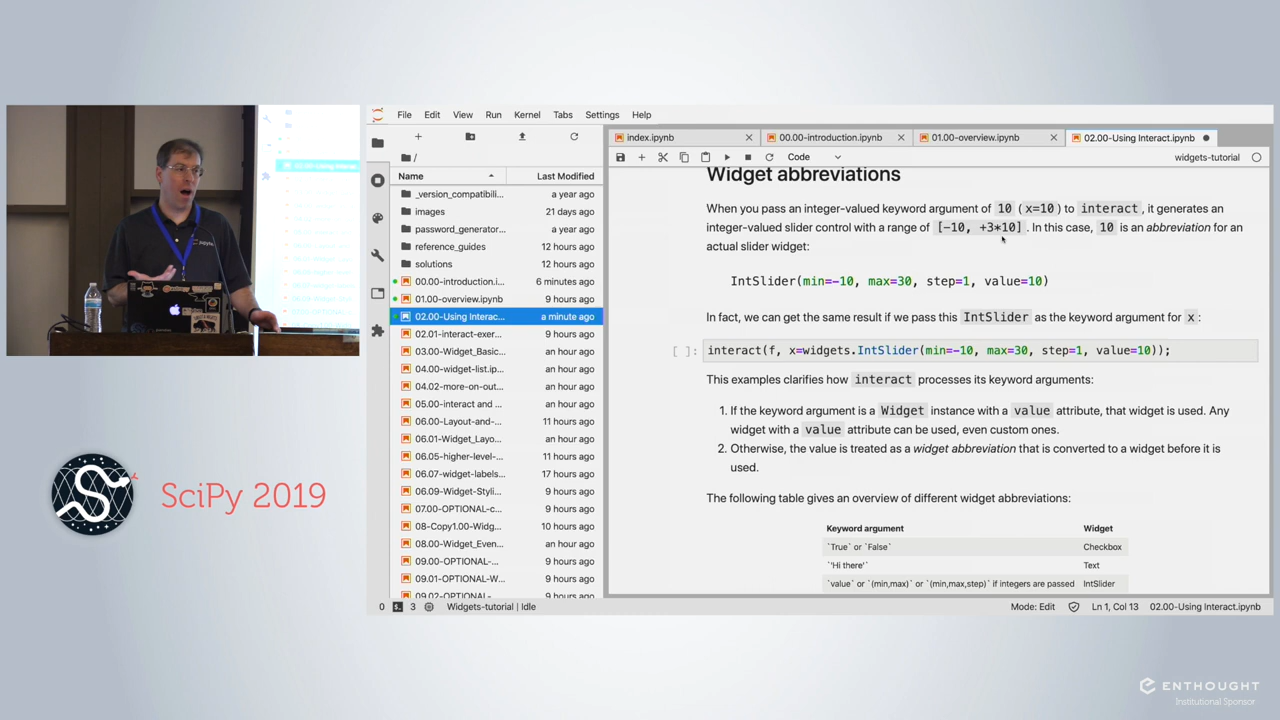 File Edit View Run Kernel Tabs Settings Help
index.ipynb 00.00-introduction.ipynb 01.00-overview.ipynb 02.00-Using Interact.ipynb
Code widgets-tutorial
/
Name Last Modified
_version_compatibili... a year ago
images 21 days ago
password_generator... a year ago
reference_guides 12 hours ago
solutions 12 hours ago
00.00-introduction.i... 6 minutes ago
01.00-overview.ipynb 9 hours ago
02.00-Using Interac... a minute ago
02.01-interact-exer... 9 hours ago
03.00-Widget_Basic... an hour ago
04.00-widget-list.ip... an hour ago
04.02-more-on-out... an hour ago
05.00-interact and ... an hour ago
06.00-Layout-and-... 11 hours ago
06.01-Widget_Layo... an hour ago
06.05-higher-level-... 11 hours ago
06.07-widget-labels... 17 hours ago
06.09-Widget-Styli... an hour ago
07.00-OPTIONAL-c... 9 hours ago
08-Copy1.00-Widg... 10 hours ago
08.00-Widget_Even... an hour ago
09.00-OPTIONAL-... 9 hours ago
09.01-OPTIONAL-W... 9 hours ago
09.02-OPTIONAL-... 9 hours ago
Widget abbreviations
When you pass an integer-valued keyword argument of 10 (x=10) to interact, it generates an
integer-valued slider control with a range of [-10, +3*10]. In this case, 10 is an abbreviation for an
actual slider widget:
IntSlider(min=-10, max=30, step=1, value=10)
In fact, we can get the same result if we pass this IntSlider as the keyword argument for x:
[ ]: interact(f, x=widgets.IntSlider(min=-10, max=30, step=1, value=10));
This examples clarifies how interact processes its keyword arguments:
1. If the keyword argument is a Widget instance with a value attribute, that widget is used. Any
widget with a value attribute can be used, even custom ones.
2. Otherwise, the value is treated as a widget abbreviation that is converted to a widget before it is
used.
The following table gives an overview of different widget abbreviations:
Keyword argument Widget
`True` or `False` Checkbox
`'Hi there'` Text
`value` or `(min,max)` or `(min,max,step)` if integers are passed IntSlider
0 3 Widgets-tutorial | Idle Mode: Edit Ln 1, Col 13 02.00-Using Interact.ipynb
SciPy 2019
ENTHOUGHT
Institutional Sponsor